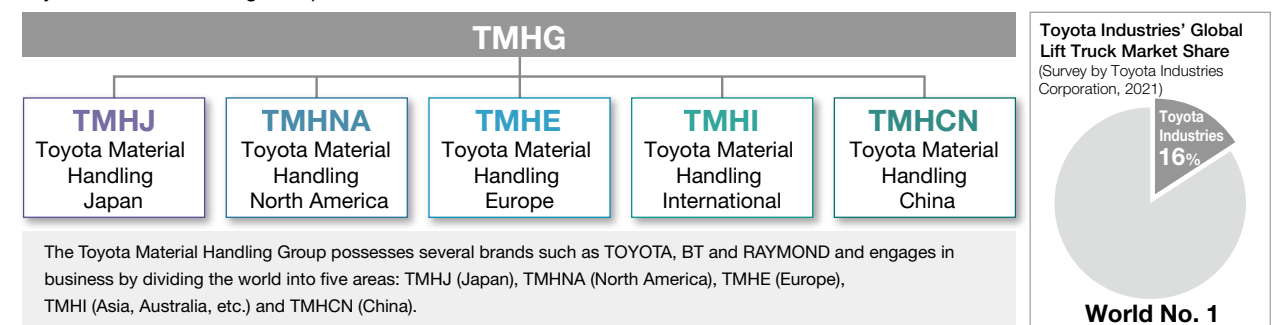 TMHG
TMHJ
Toyota Material
Handling
Japan
TMHNA
Toyota Material
Handling
North America
TMHE
Toyota Material
Handling
Europe
TMHI
Toyota Material
Handling
International
TMHCN
Toyota Material
Handling
China
The Toyota Material Handling Group possesses several brands such as TOYOTA, BT and RAYMOND and engages in
business by dividing the world into five areas: TMHJ (Japan), TMHNA (North America), TMHE (Europe),
TMHI (Asia, Australia, etc.) and TMHCN (China).
Toyota Industries’ Global
Lift Truck Market Share
(Survey by Toyota Industries
Corporation, 2021)
Toyota
Industries
16%
World No. 1